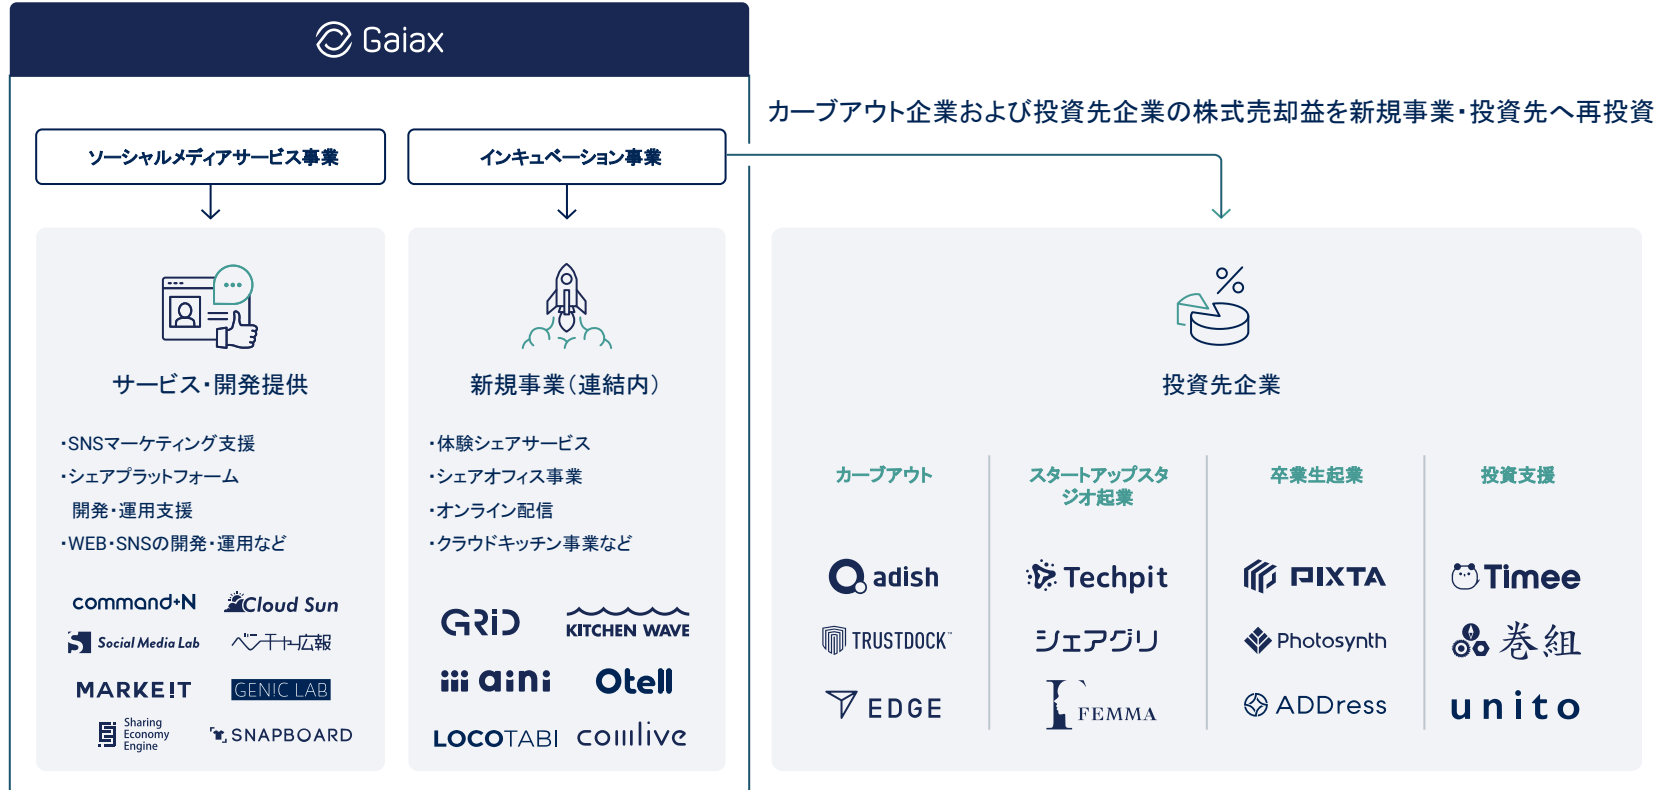 Gaiax
カーブアウト企業および投資先企業の株式売却益を新規事業・投資先へ再投資
ソーシャルメディアサービス事業
インキュベーション事業
サービス・開発提供
・SNSマーケティング支援
・シェアプラットフォーム
開発・運用支援
・WEB・SNSの開発・運用など
command+N
Cloud Sun
Social Media Lab
ベンチャー広報
MARKEIT
GENIC LAB
Sharing
Economy
Engine
SNAPBOARD
新規事業（連結内）
・体験シェアサービス
・シェアオフィス事業
・オンライン配信
・クラウドキッチン事業など
GRiD
KITCHEN WAVE
aini
Otell
LOCOTABI
comlive
%
投資先企業
カーブアウト
adish
TRUSTDOCK™
EDGE
スタートアップスタ
ジオ起業
Techpit
シェアグリ
FEMMA
卒業生起業
PIXTA
Photosynth
ADDress
投資支援
Timee
巻組
unito